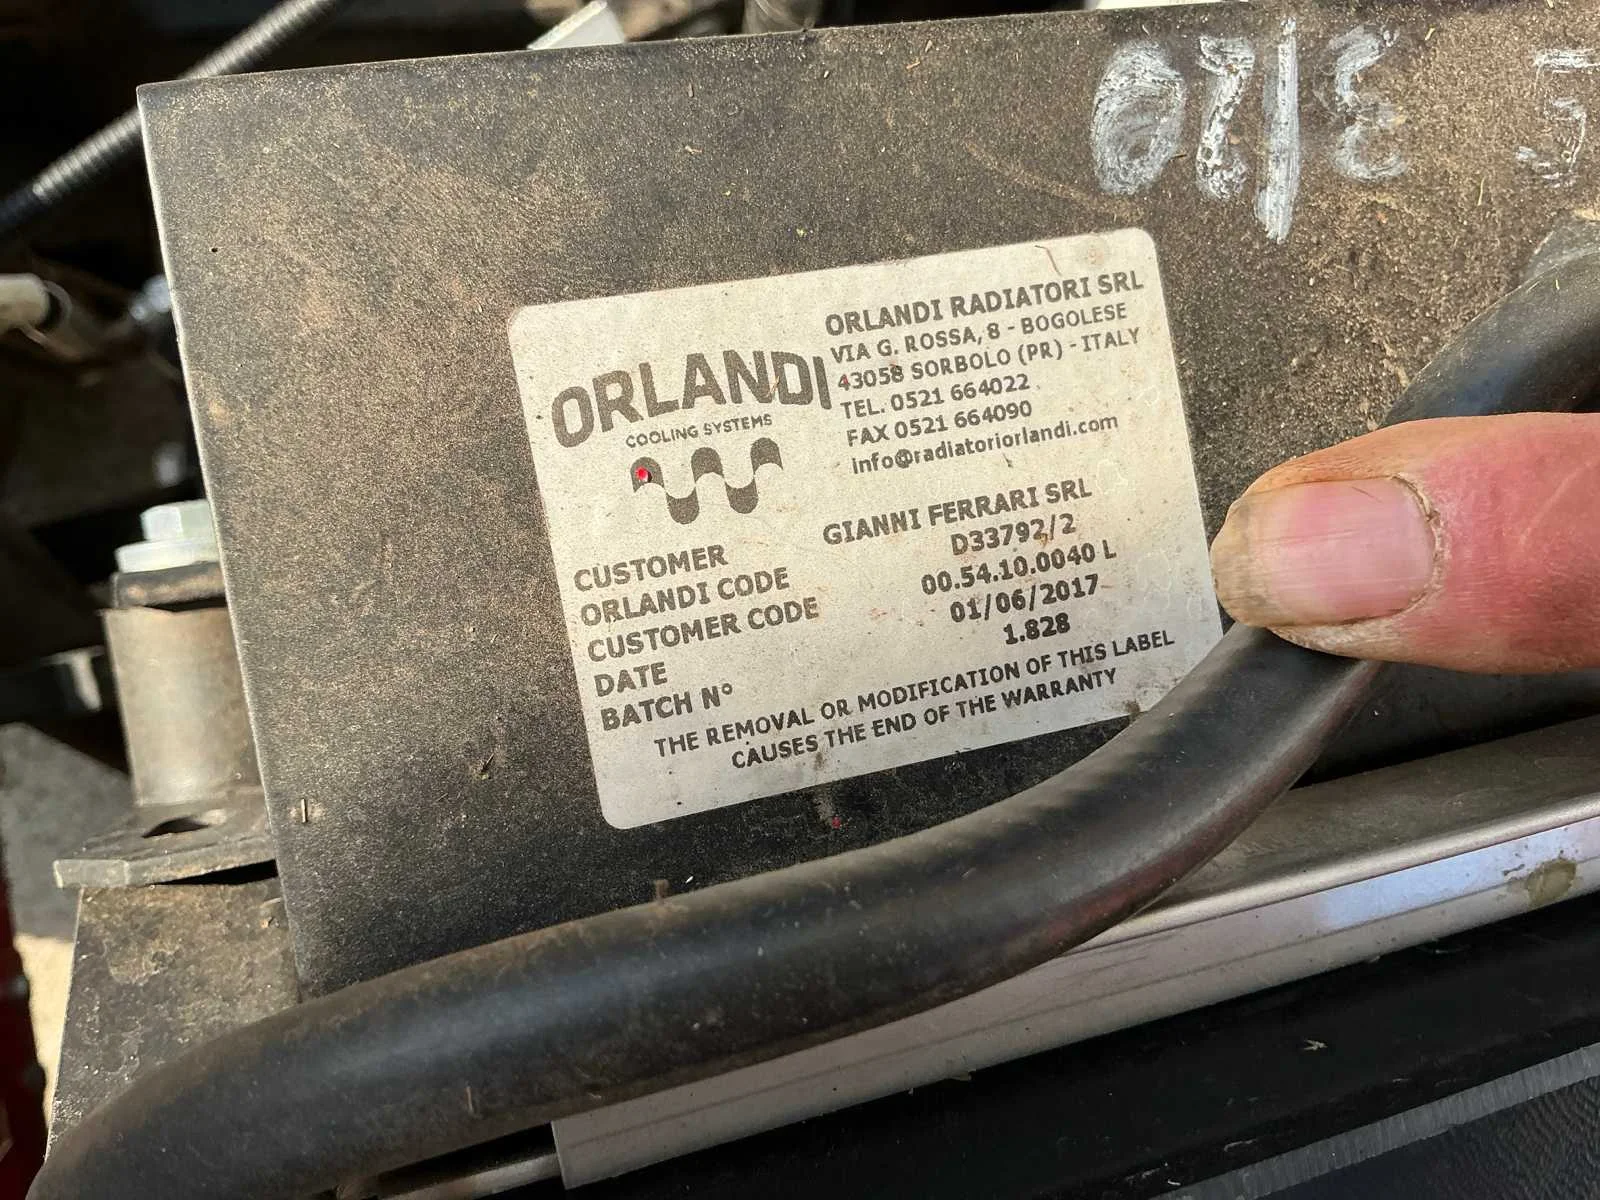 ORLANDI
COOLING SYSTEMS
ORLANDI RADIATORI SRL
VIA G. ROSSA, 8 - BOGOLESE
43058 SORBOLO (PR) - ITALY
TEL. 0521 664022
FAX 0521 664090
info@radiatoriorlandi.com
CUSTOMER GIANNI FERRARI SRL
ORLANDI CODE D33792/2
CUSTOMER CODE 00.54.10.0040 L
DATE 01/06/2017
BATCH N° 1.828
THE REMOVAL OR MODIFICATION OF THIS LABEL
CAUSES THE END OF THE WARRANTY